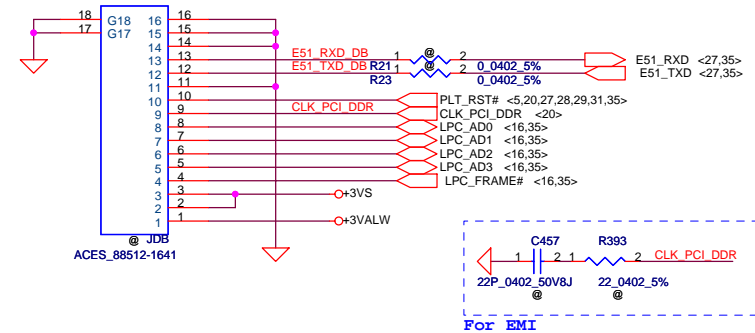 18 G18 16 16
17 G17 15 15
14 14
13 13 E51_RXD_DB 1 @ 2 E51_RXD <27,35>
R21 0_0402_5%
12 12 E51_TXD_DB 1 @ 2 E51_TXD <27,35>
R23 0_0402_5%
11 11
10 10 PLT_RST# <5,20,27,28,29,31,35>
9 9 CLK_PCI_DDR CLK_PCI_DDR <20>
8 8 LPC_AD0 <16,35>
7 7 LPC_AD1 <16,35>
6 6 LPC_AD2 <16,35>
5 5 LPC_AD3 <16,35>
4 4 LPC_FRAME# <16,35>
3 3 +3VS
2 2
1 1 +3VALW
@ JDB
ACES_88512-1641
C457 R393
1 2 1 2 CLK_PCI_DDR
22P_0402_50V8J 22_0402_5%
@ @
For EMI